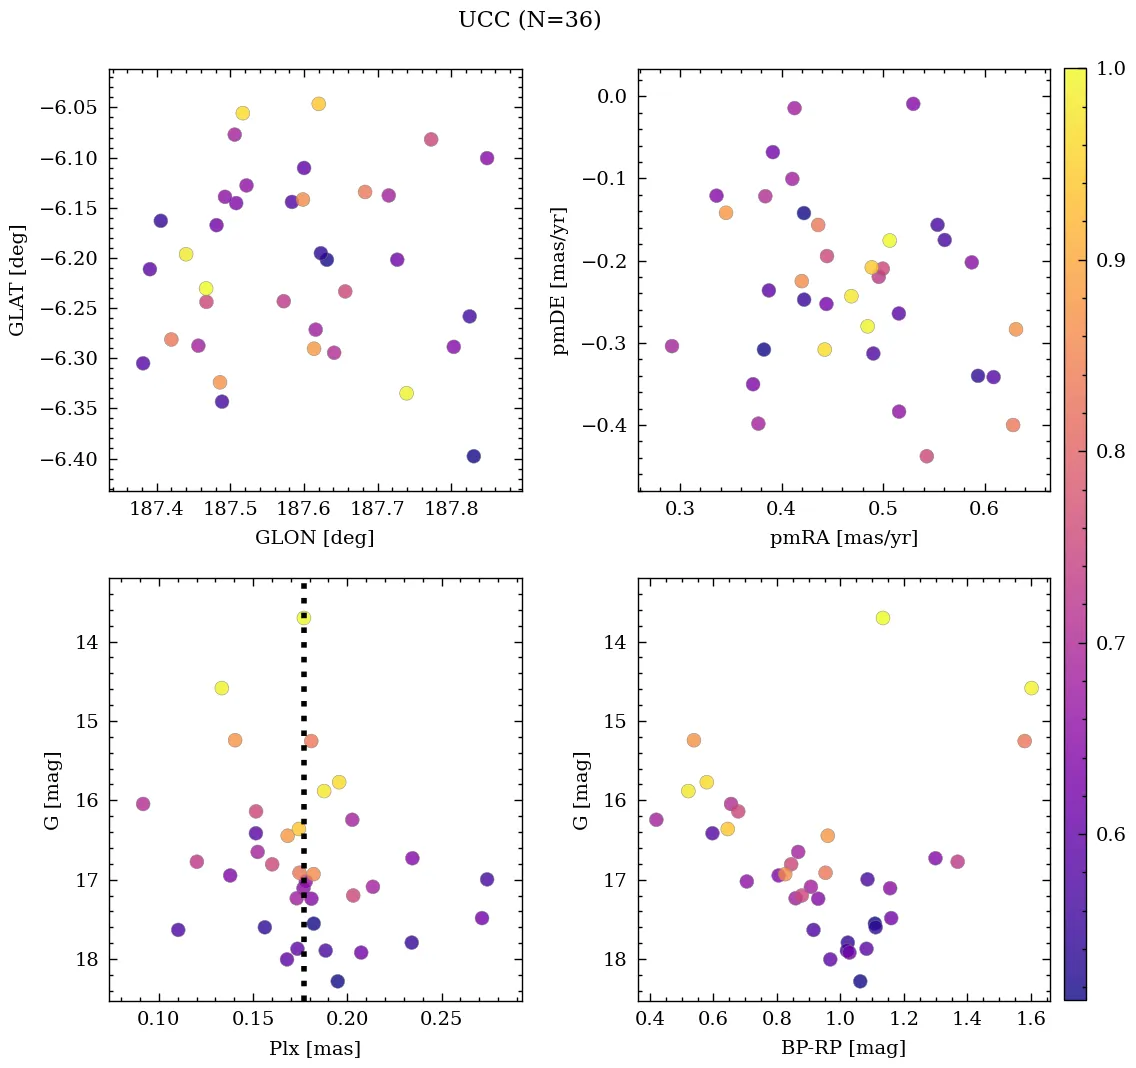 UCC (N=36)
−6.05
−6.10
−6.15
−6.20
−6.25
−6.30
−6.35
−6.40
GLAT [deg]
187.4 187.5 187.6 187.7 187.8
GLON [deg]
0.0
−0.1
−0.2
−0.3
−0.4
pmDE [mas/yr]
0.3 0.4 0.5 0.6
pmRA [mas/yr]
14
15
16
17
18
G [mag]
0.10 0.15 0.20 0.25
Plx [mas]
14
15
16
17
18
G [mag]
0.4 0.6 0.8 1.0 1.2 1.4 1.6
BP-RP [mag]
1.0
0.9
0.8
0.7
0.6